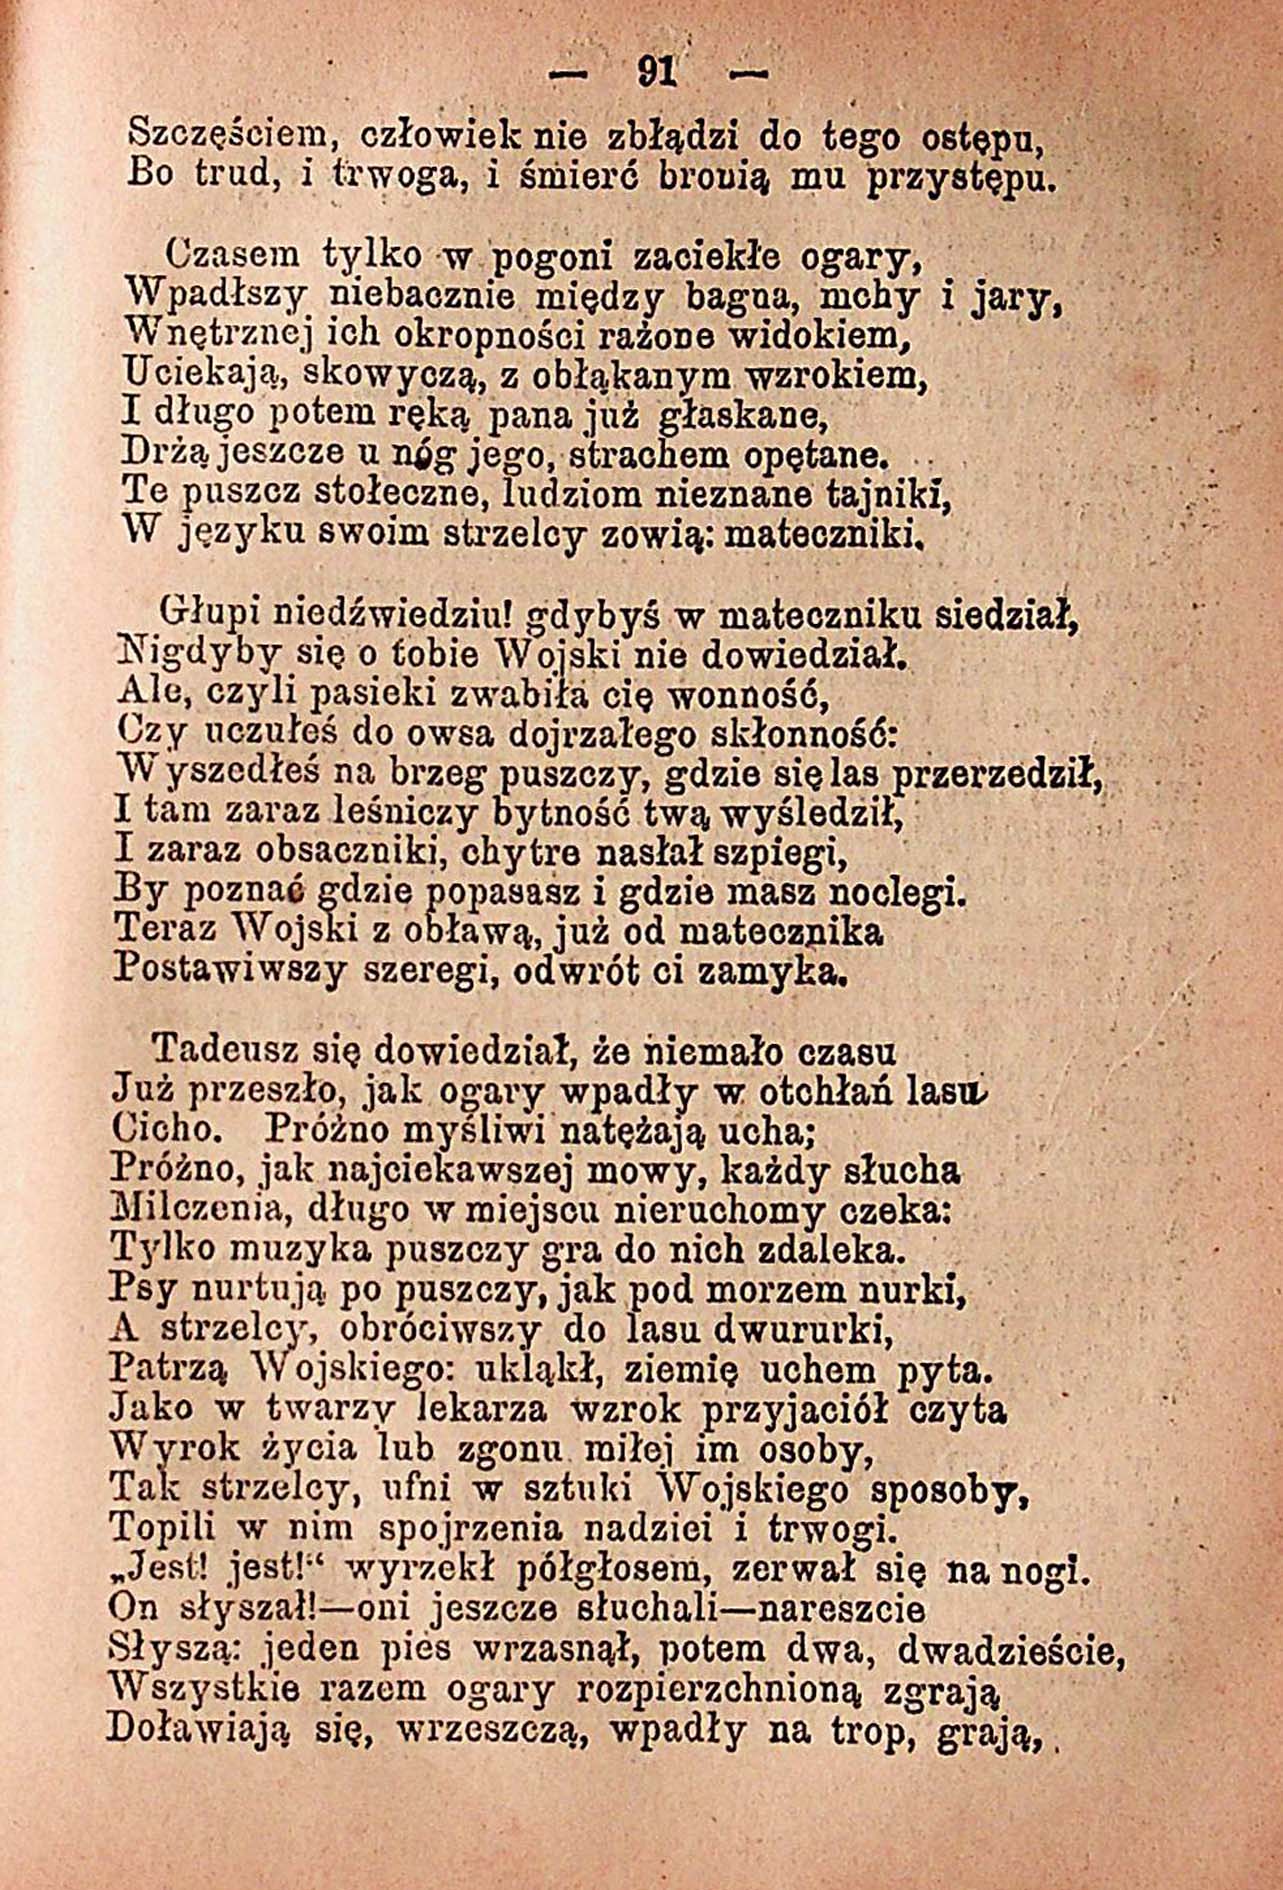 — 91 —
Szczęściem, człowiek nie zbłądzi do tego ostępu,
Bo trud, i trwoga, i śmierć bronią mu przystępu.
Czasem tylko w pogoni zaciekłe ogary,
Wpadłszy niebacznie między bagna, mchy i jary,
Wnętrznej ich okropności rażone widokiem,
Uciekają, skowyczą, z obłąkanym wzrokiem,
I długo potem ręką pana już głaskane,
Drżą jeszcze u nóg jego, strachem opętane.
Te puszcz stołeczne, ludziom nieznane tajniki,
W języku swoim strzelcy zowią: mateczniki.
Głupi niedźwiedziu! gdybyś w mateczniku siedział,
Nigdyby się o tobie Wojski nie dowiedział.
Ale, czyli pasieki zwabiła cię wonność,
Czy uczułeś do owsa dojrzałego skłonność:
Wyszedłeś na brzeg puszczy, gdzie się las przerzedził,
I tam zaraz leśniczy bytność twą wyśledził,
I zaraz obsaczniki, chytre nasłał szpiegi,
By poznać gdzie popasasz i gdzie masz noclegi.
Teraz Wojski z obławą, już od matecznika
Postawiwszy szeregi, odwrót ci zamyka.
Tadeusz się dowiedział, że niemało czasu
Już przeszło, jak ogary wpadły w otchłań lasu
Cicho. Próżno myśliwi natężają ucha;
Próżno, jak najciekawszej mowy, każdy słucha
Milczenia, długo w miejscu nieruchomy czeka:
Tylko muzyka puszczy gra do nich zdaleka.
Psy nurtują po puszczy, jak pod morzem nurki,
A strzelcy, obróciwszy do lasu dwururki,
Patrzą Wojskiego: ukląkł, ziemię uchem pyta.
Jako w twarzy lekarza wzrok przyjaciół czyta
Wyrok życia lub zgonu miłej im osoby,
Tak strzelcy, ufni w sztuki Wojskiego sposoby,
Topili w nim spojrzenia nadziei i trwogi.
„Jest! jest!“ wyrzekł półgłosem, zerwał się na nogi.
On słyszał!—oni jeszcze słuchali—nareszcie
Słyszą: jeden pies wrzasnął, potem dwa, dwadzieście,
Wszystkie razem ogary rozpierzchnioną zgrają
Doławiają się, wrzeszczą, wpadły na trop, grają,